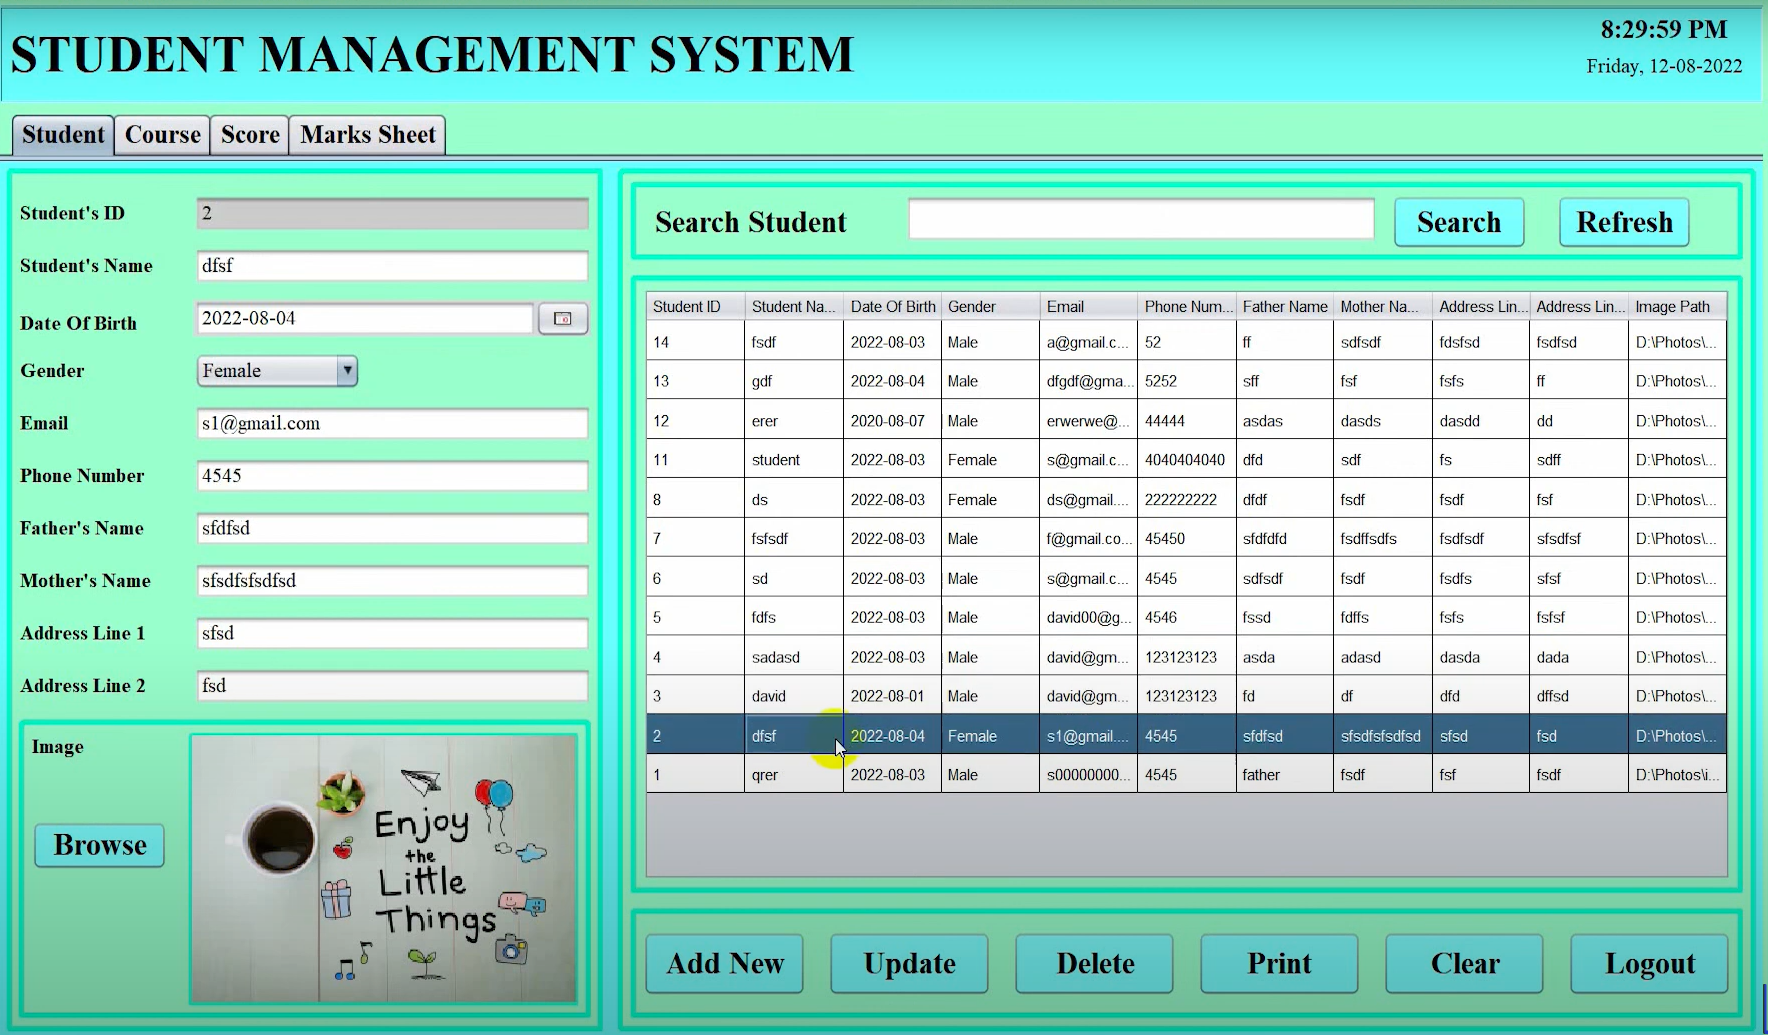 STUDENT MANAGEMENT SYSTEM
8:29:59 PM
Friday, 12-08-2022
Student Course Score Marks Sheet
Student's ID 2
Student's Name dfsf
Date Of Birth 2022-08-04
Gender Female
Email s1@gmail.com
Phone Number 4545
Father's Name sfdfsd
Mother's Name sfsdfsfsdfsd
Address Line 1 sfsd
Address Line 2 fsd
Image
Browse
Enjoy
the
Little
Things
Search Student Search Refresh
Student ID Student Na... Date Of Birth Gender Email Phone Num... Father Name Mother Na... Address Lin... Address Lin... Image Path
14 fsdf 2022-08-03 Male a@gmail.c... 52 ff sdfsdf fdsfsd fsdfsd D:\Photos\...
13 gdf 2022-08-04 Male dfgdf@gma... 5252 sff fsf fsfs ff D:\Photos\...
12 erer 2020-08-07 Male erwerwe@... 44444 asdas dasds dasdd dd D:\Photos\...
11 student 2022-08-03 Female s@gmail.c... 4040404040 dfd sdf fs sdff D:\Photos\...
8 ds 2022-08-03 Female ds@gmail.... 222222222 dfdf fsdf fsdf fsf D:\Photos\...
7 fsfsdf 2022-08-03 Male f@gmail.co... 45450 sfdfdfd fsdffsdfs fsdfsdf sfsdfsf D:\Photos\...
6 sd 2022-08-03 Male s@gmail.c... 4545 sdfsdf fsdf fsdfs sfsf D:\Photos\...
5 fdfs 2022-08-03 Male david00@g... 4546 fssd fdffs fsfs fsfsf D:\Photos\...
4 sadasd 2022-08-03 Male david@gm... 123123123 asda adasd dasda dada D:\Photos\...
3 david 2022-08-01 Male david@gm... 123123123 fd df dfd dffsd D:\Photos\...
2 dfsf 2022-08-04 Female s1@gmail.... 4545 sfdfsd sfsdfsfsdfsd sfsd fsd D:\Photos\...
1 qrer 2022-08-03 Male s00000000... 4545 father fsdf fsf fsdf D:\Photos\i...
Add New Update Delete Print Clear Logout